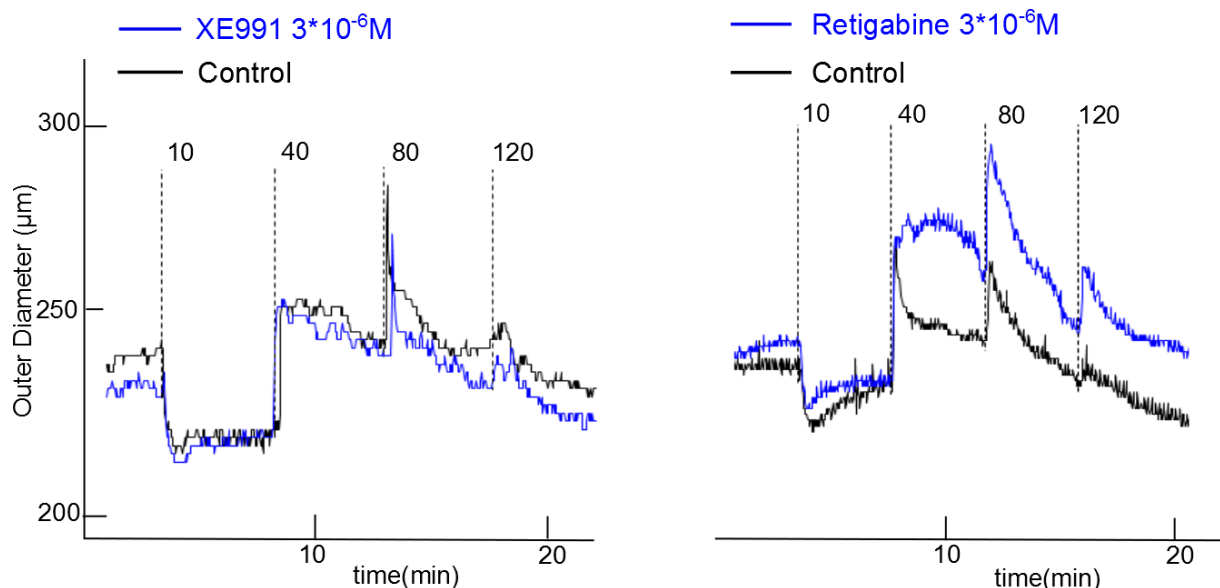 XE991 3*10⁻⁶M
Control
Retigabine 3*10⁻⁶M
Control
Outer Diameter (µm)
300
250
200
10
40
80
120
10
20
time(min)
10
40
80
120
10
20
time(min)